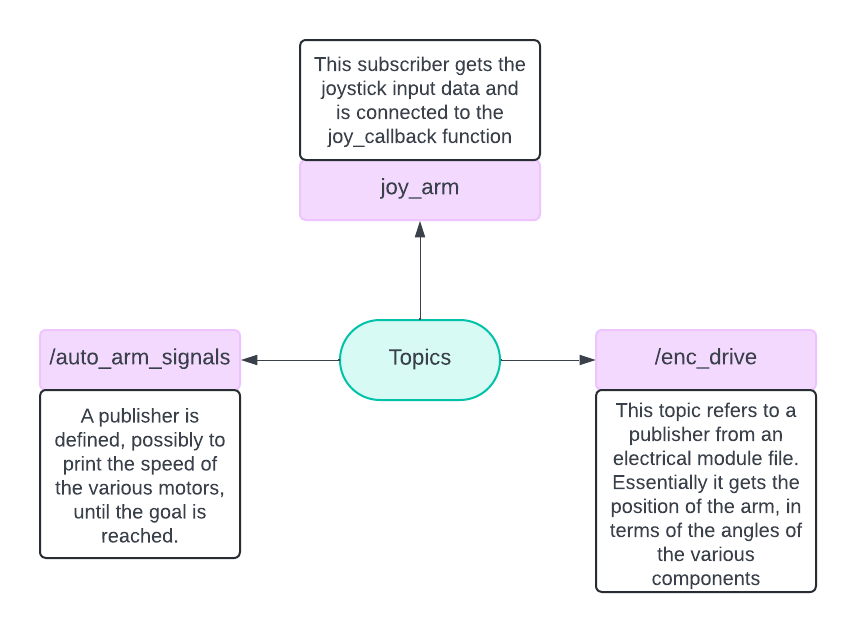 This subscriber gets the
joystick input data and
is connected to the
joy_callback function
joy_arm
/auto_arm_signals
Topics
/enc_drive
A publisher is
defined, possibly to
print the speed of
the various motors,
until the goal is
reached.
This topic refers to a
publisher from an
electrical module file.
Essentially it gets the
position of the arm, in
terms of the angles of
the various
components